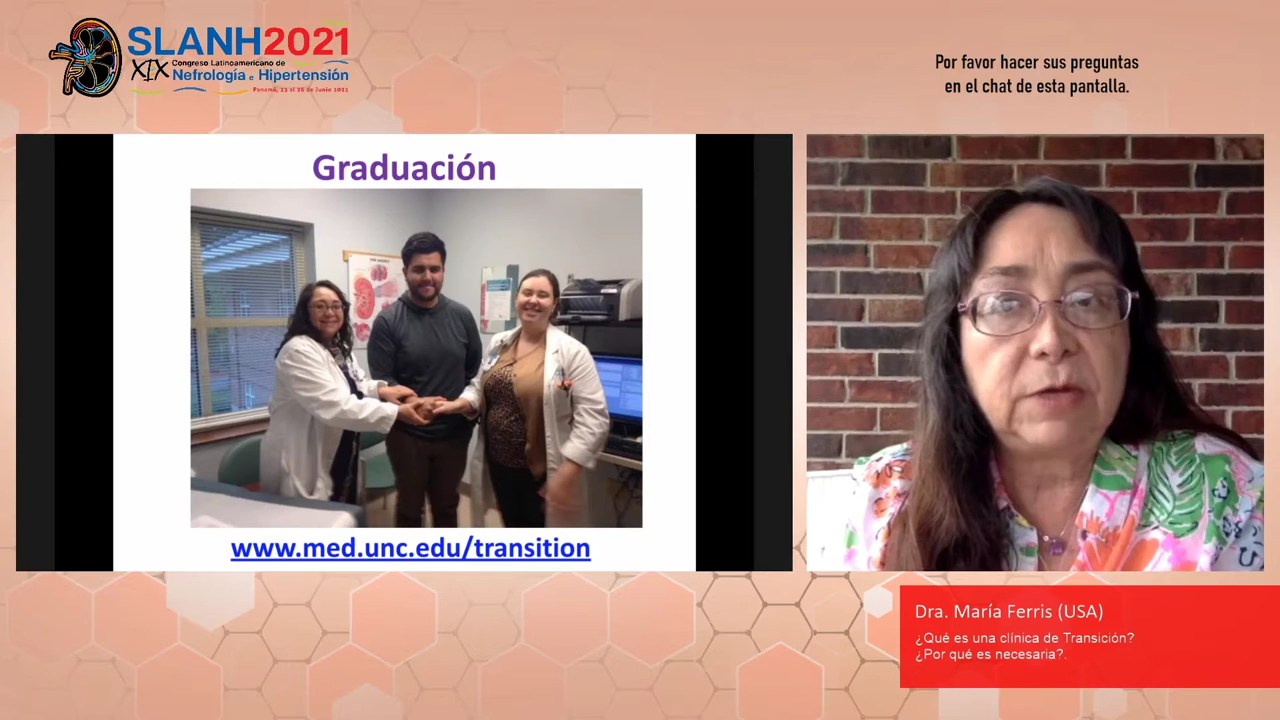 SLANH2021
XIX Congreso Latinoamericano de
Nefrología e Hipertensión
Panamá, 23 al 26 de Junio 2021
Por favor hacer sus preguntas
en el chat de esta pantalla.
Graduación
www.med.unc.edu/transition
Dra. María Ferris (USA)
¿Qué es una clínica de Transición?
¿Por qué es necesaria?.